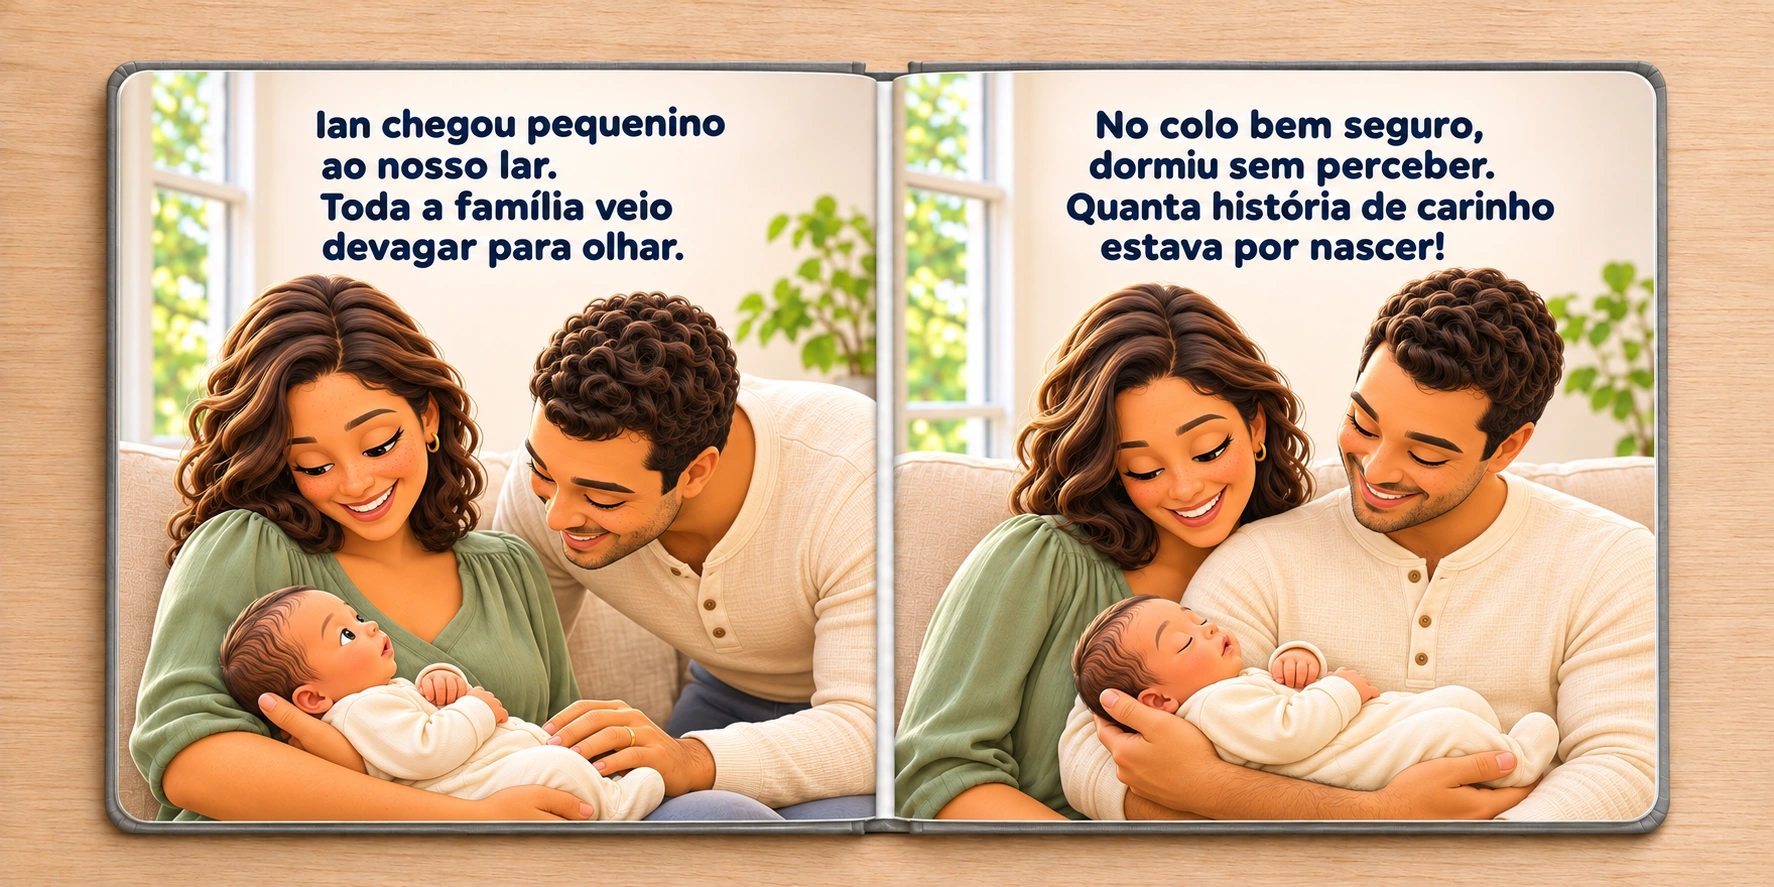 Ian chegou pequenino
ao nosso lar.
Toda a família veio
devagar para olhar.
No colo bem seguro,
dormiu sem perceber.
Quanta história de carinho
estava por nascer!